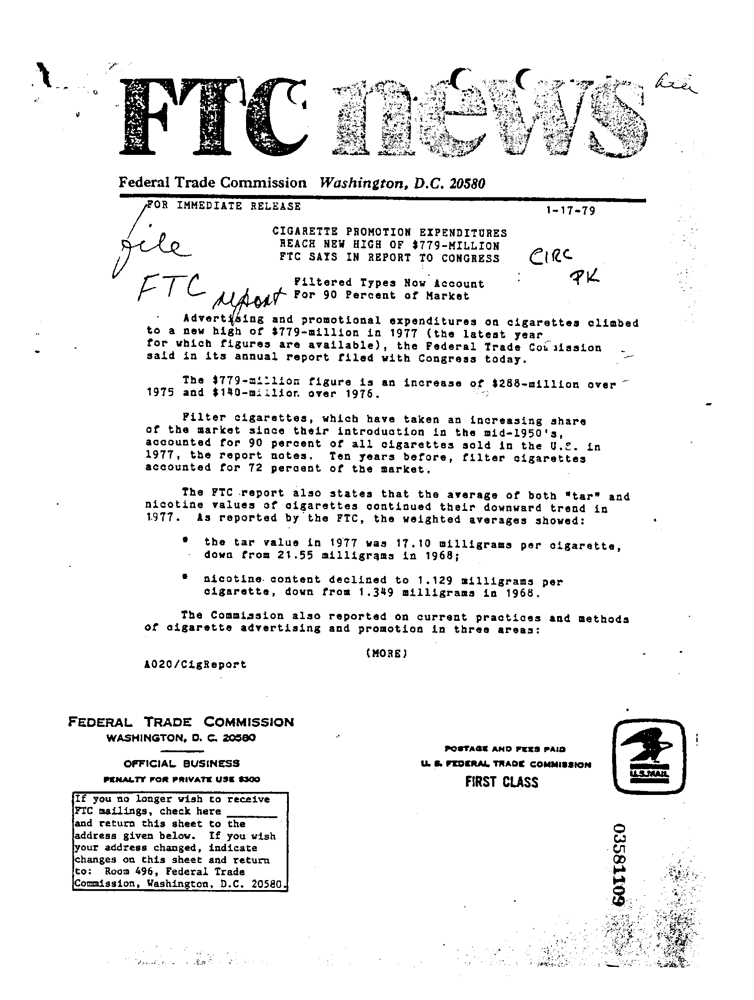 FTC news
Federal Trade Commission Washington, D.C. 20580
FOR IMMEDIATE RELEASE 1-17-79
CIGARETTE PROMOTION EXPENDITURES
REACH NEW HIGH OF $779-MILLION
FTC SAYS IN REPORT TO CONGRESS
CIRC
PK
file
FTC report
Filtered Types Now Account
For 90 Percent of Market
Advertising and promotional expenditures on cigarettes climbed
to a new high of $779-million in 1977 (the latest year
for which figures are available), the Federal Trade Commission
said in its annual report filed with Congress today.
The $779-million figure is an increase of $288-million over
1975 and $140-million over 1976.
Filter cigarettes, which have taken an increasing share
of the market since their introduction in the mid-1950's,
accounted for 90 percent of all cigarettes sold in the U.S. in
1977, the report notes. Ten years before, filter cigarettes
accounted for 72 percent of the market.
The FTC report also states that the average of both "tar" and
nicotine values of cigarettes continued their downward trend in
1977. As reported by the FTC, the weighted averages showed:
* the tar value in 1977 was 17.10 milligrams per cigarette,
down from 21.55 milligrams in 1968;
* nicotine content declined to 1.129 milligrams per
cigarette, down from 1.349 milligrams in 1968.
The Commission also reported on current practices and methods
of cigarette advertising and promotion in three areas:
(MORE)
A020/CigReport
FEDERAL TRADE COMMISSION
WASHINGTON, D. C. 20580
OFFICIAL BUSINESS
PENALTY FOR PRIVATE USE $300
If you no longer wish to receive
FTC mailings, check here ______
and return this sheet to the
address given below. If you wish
your address changed, indicate
changes on this sheet and return
to: Room 496, Federal Trade
Commission, Washington, D.C. 20580.
POSTAGE AND FEES PAID
U. S. FEDERAL TRADE COMMISSION
FIRST CLASS
U.S.MAIL
03581109